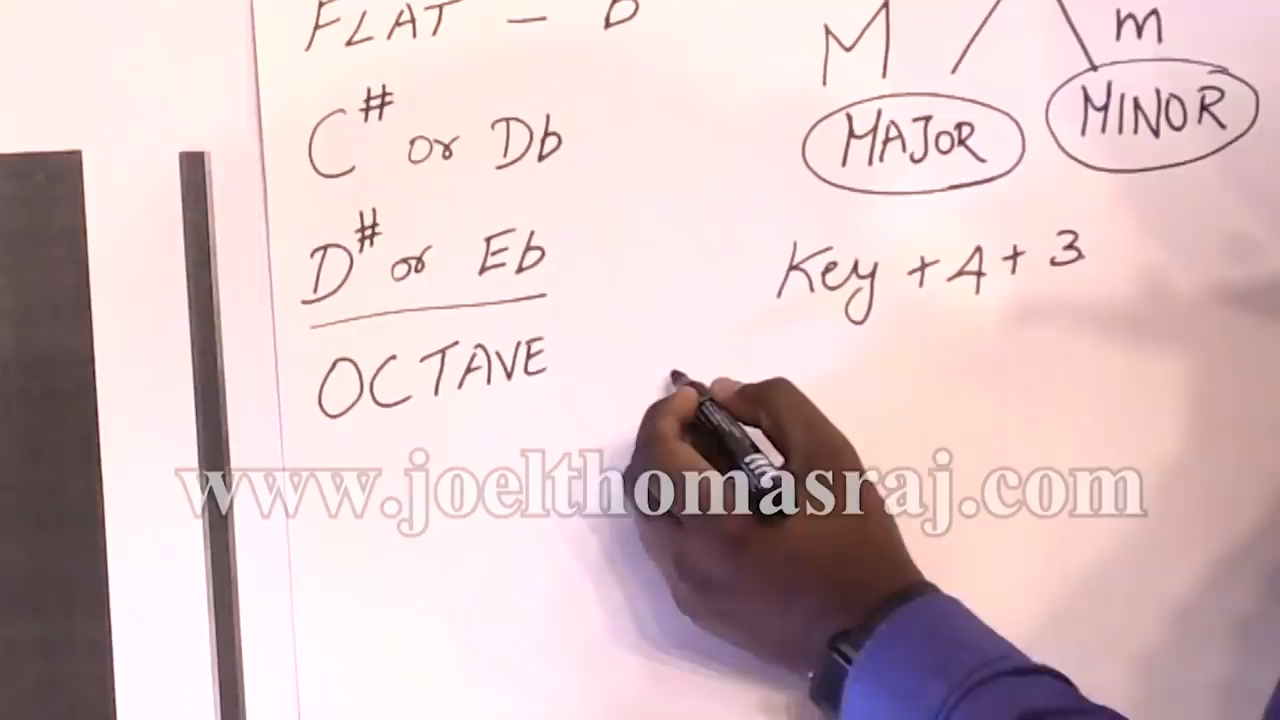 FLAT - b
C# or Db
D# or Eb
OCTAVE
M m
MAJOR MINOR
Key + 4 + 3
www.joelthomasraj.com